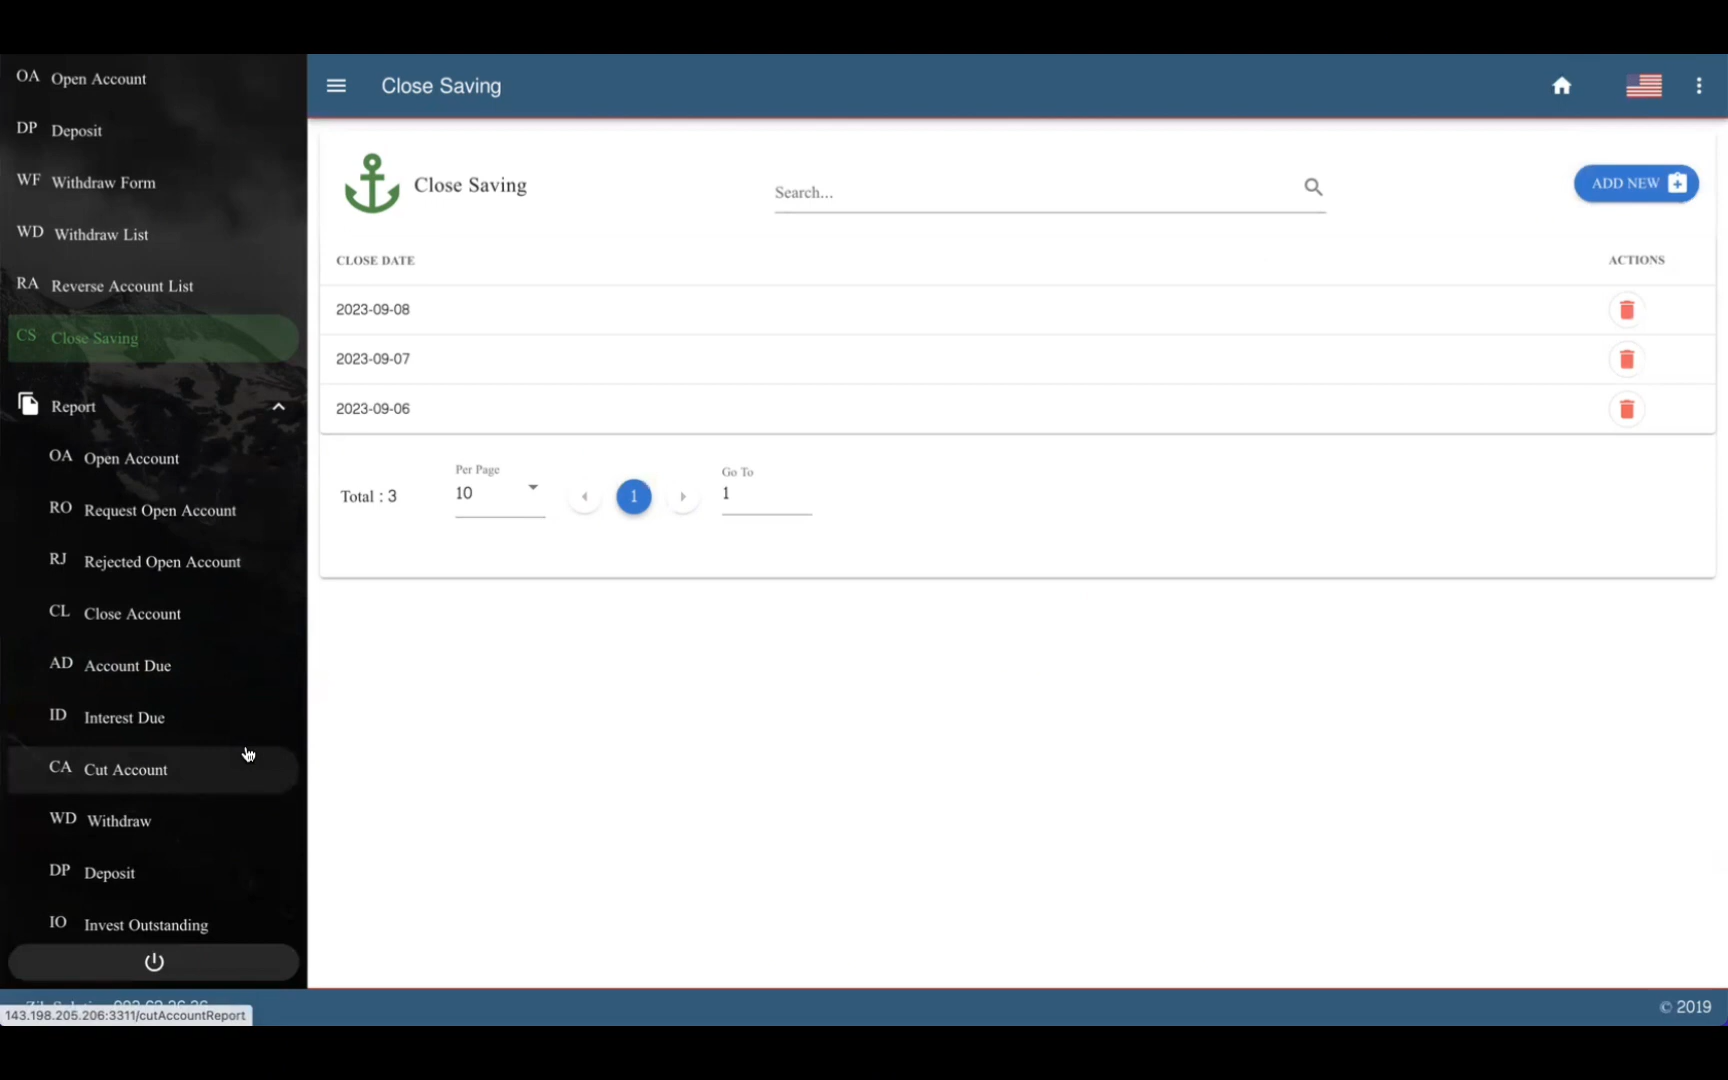 OA Open Account
DP Deposit
WF Withdraw Form
WD Withdraw List
RA Reverse Account List
CS Close Saving
Report
OA Open Account
RO Request Open Account
RJ Rejected Open Account
CL Close Account
AD Account Due
ID Interest Due
CA Cut Account
WD Withdraw
DP Deposit
IO Invest Outstanding
143.198.205.206:3311/cutAccountReport
Close Saving
Close Saving
Search...
ADD NEW
CLOSE DATE ACTIONS
2023-09-08
2023-09-07
2023-09-06
Total : 3
Per Page
10
1
Go To
1
© 2019